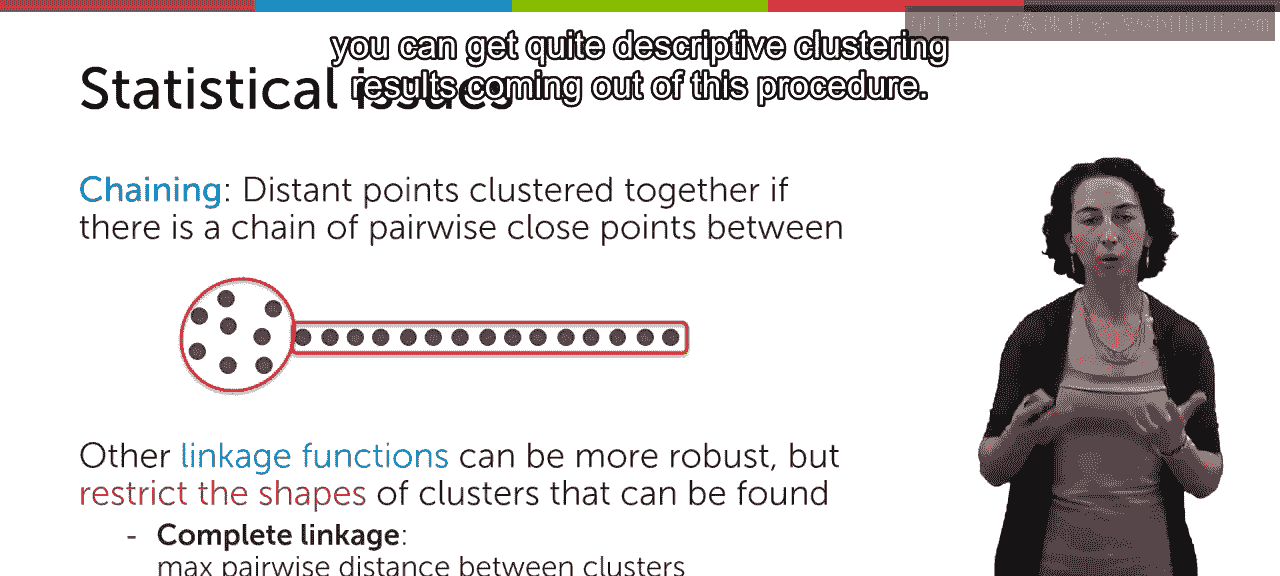 you can get quite descriptive clustering
results coming out of this procedure.
Statistical issues
Chaining: Distant points clustered together if
there is a chain of pairwise close points between
Other linkage functions can be more robust, but
restrict the shapes of clusters that can be found
- Complete linkage:
max pairwise distance between clusters